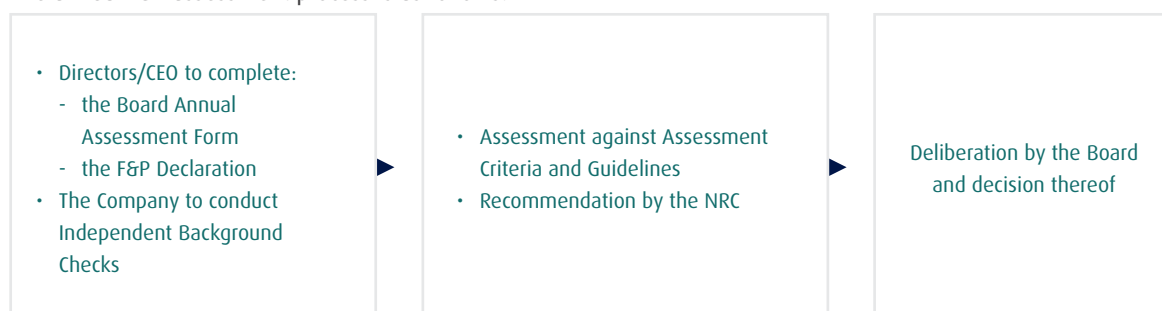 • Directors/CEO to complete:
- the Board Annual
Assessment Form
- the F&P Declaration
• The Company to conduct
Independent Background
Checks
• Assessment against Assessment
Criteria and Guidelines
• Recommendation by the NRC
Deliberation by the Board
and decision thereof